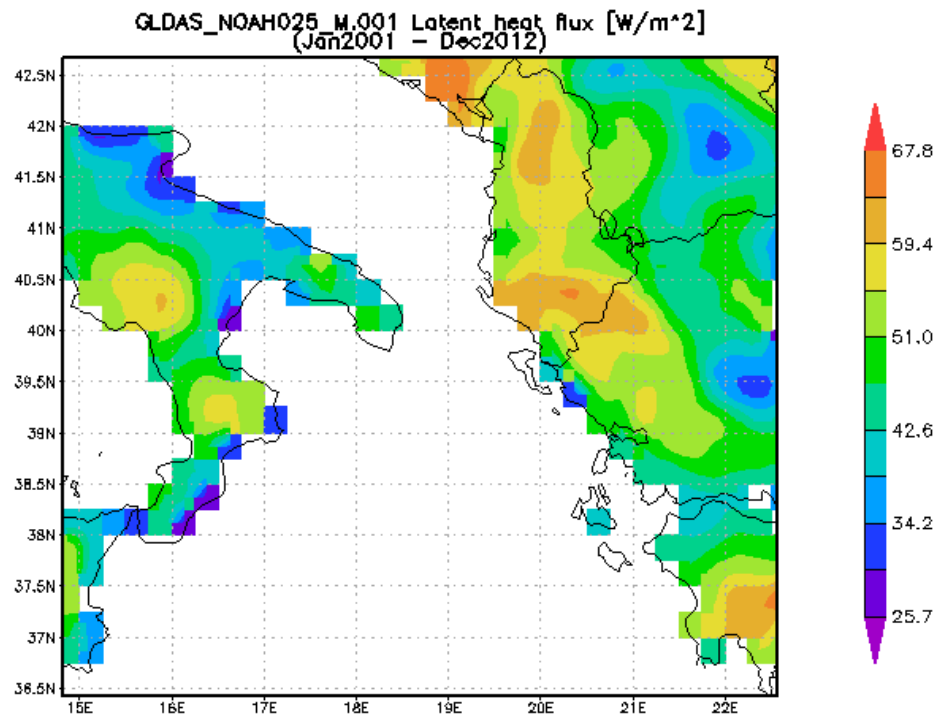 GLDAS_NOAH025_M.001 Latent heat flux [W/m^2]
(Jan2001 - Dec2012)
42.5N
42N
41.5N
41N
40.5N
40N
39.5N
39N
38.5N
38N
37.5N
37N
36.5N
15E 16E 17E 18E 19E 20E 21E 22E
67.8
59.4
51.0
42.6
34.2
25.7